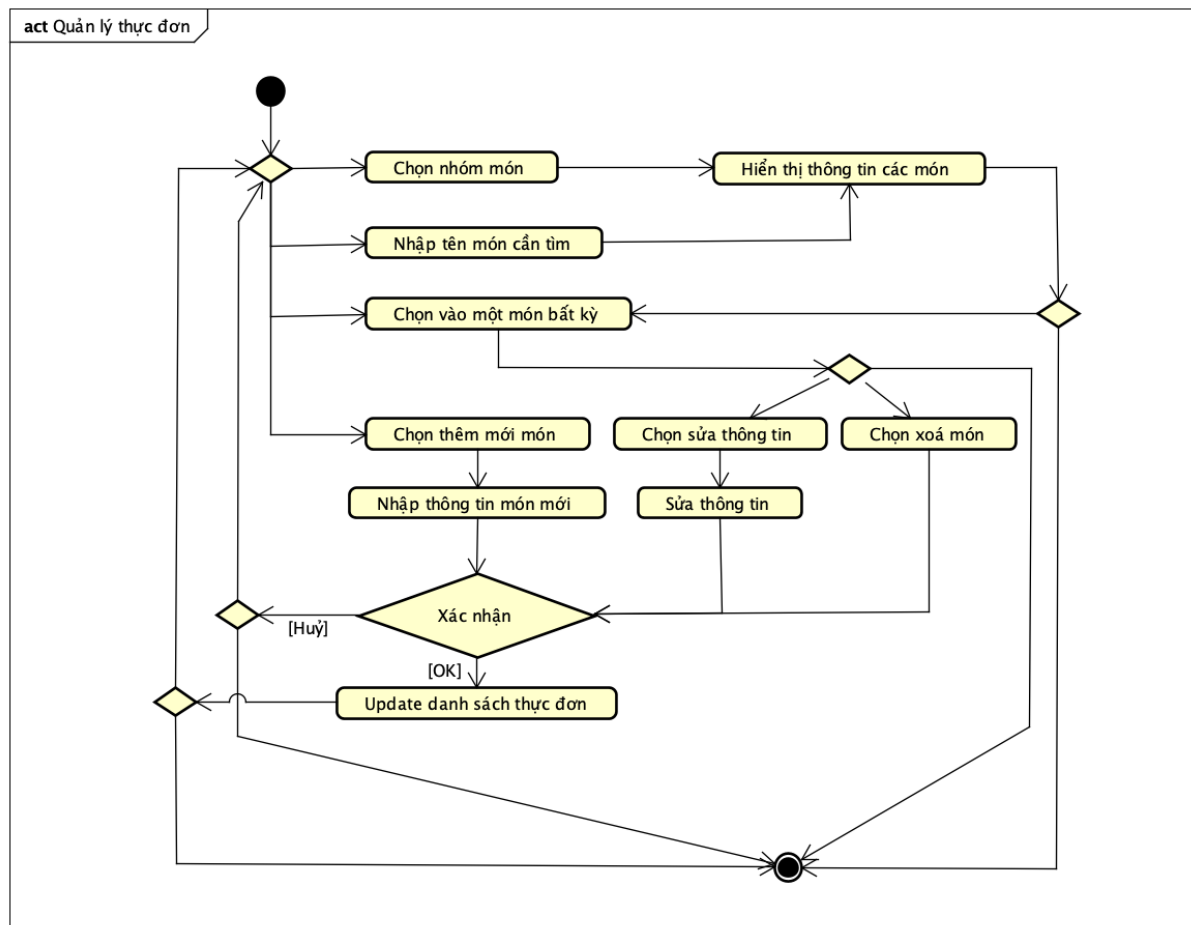 act Quản lý thực đơn
Chọn nhóm món
Hiển thị thông tin các món
Nhập tên món cần tìm
Chọn vào một món bất kỳ
Chọn thêm mới món
Chọn sửa thông tin
Chọn xoá món
Nhập thông tin món mới
Sửa thông tin
Xác nhận
[Huỷ]
[OK]
Update danh sách thực đơn